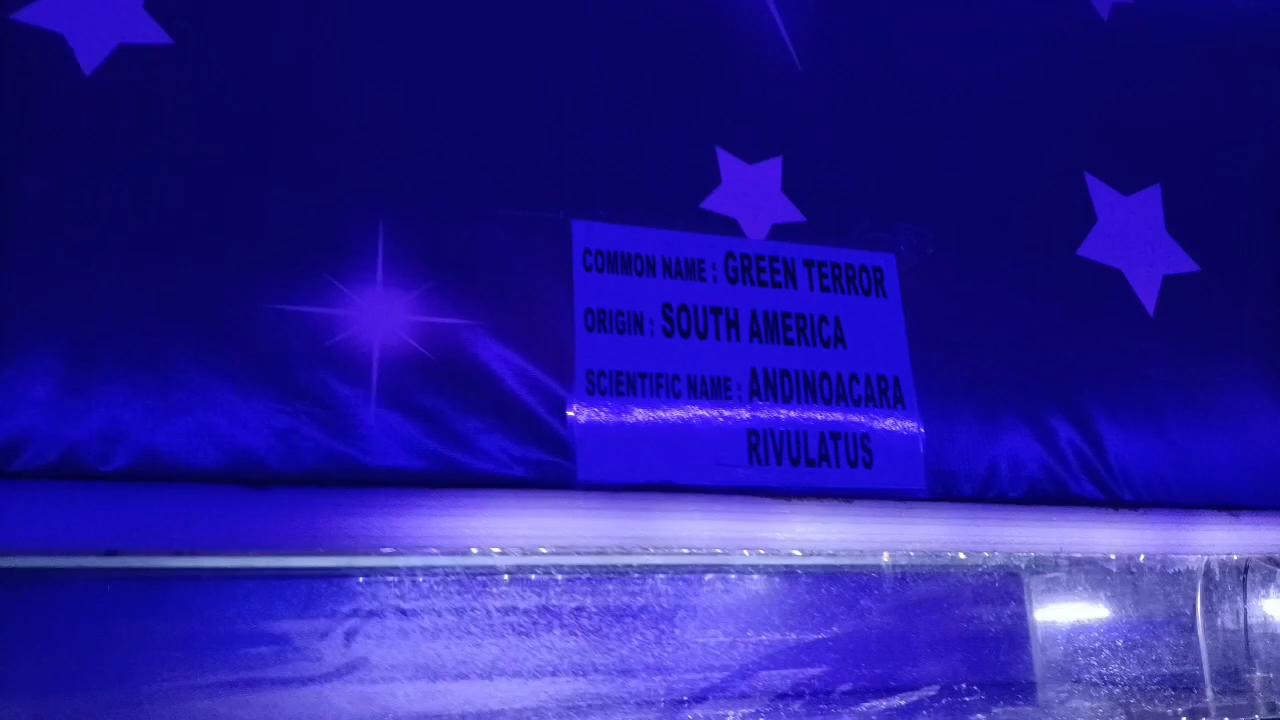 COMMON NAME : GREEN TERROR
ORIGIN : SOUTH AMERICA
SCIENTIFIC NAME : ANDINOACARA
RIVULATUS